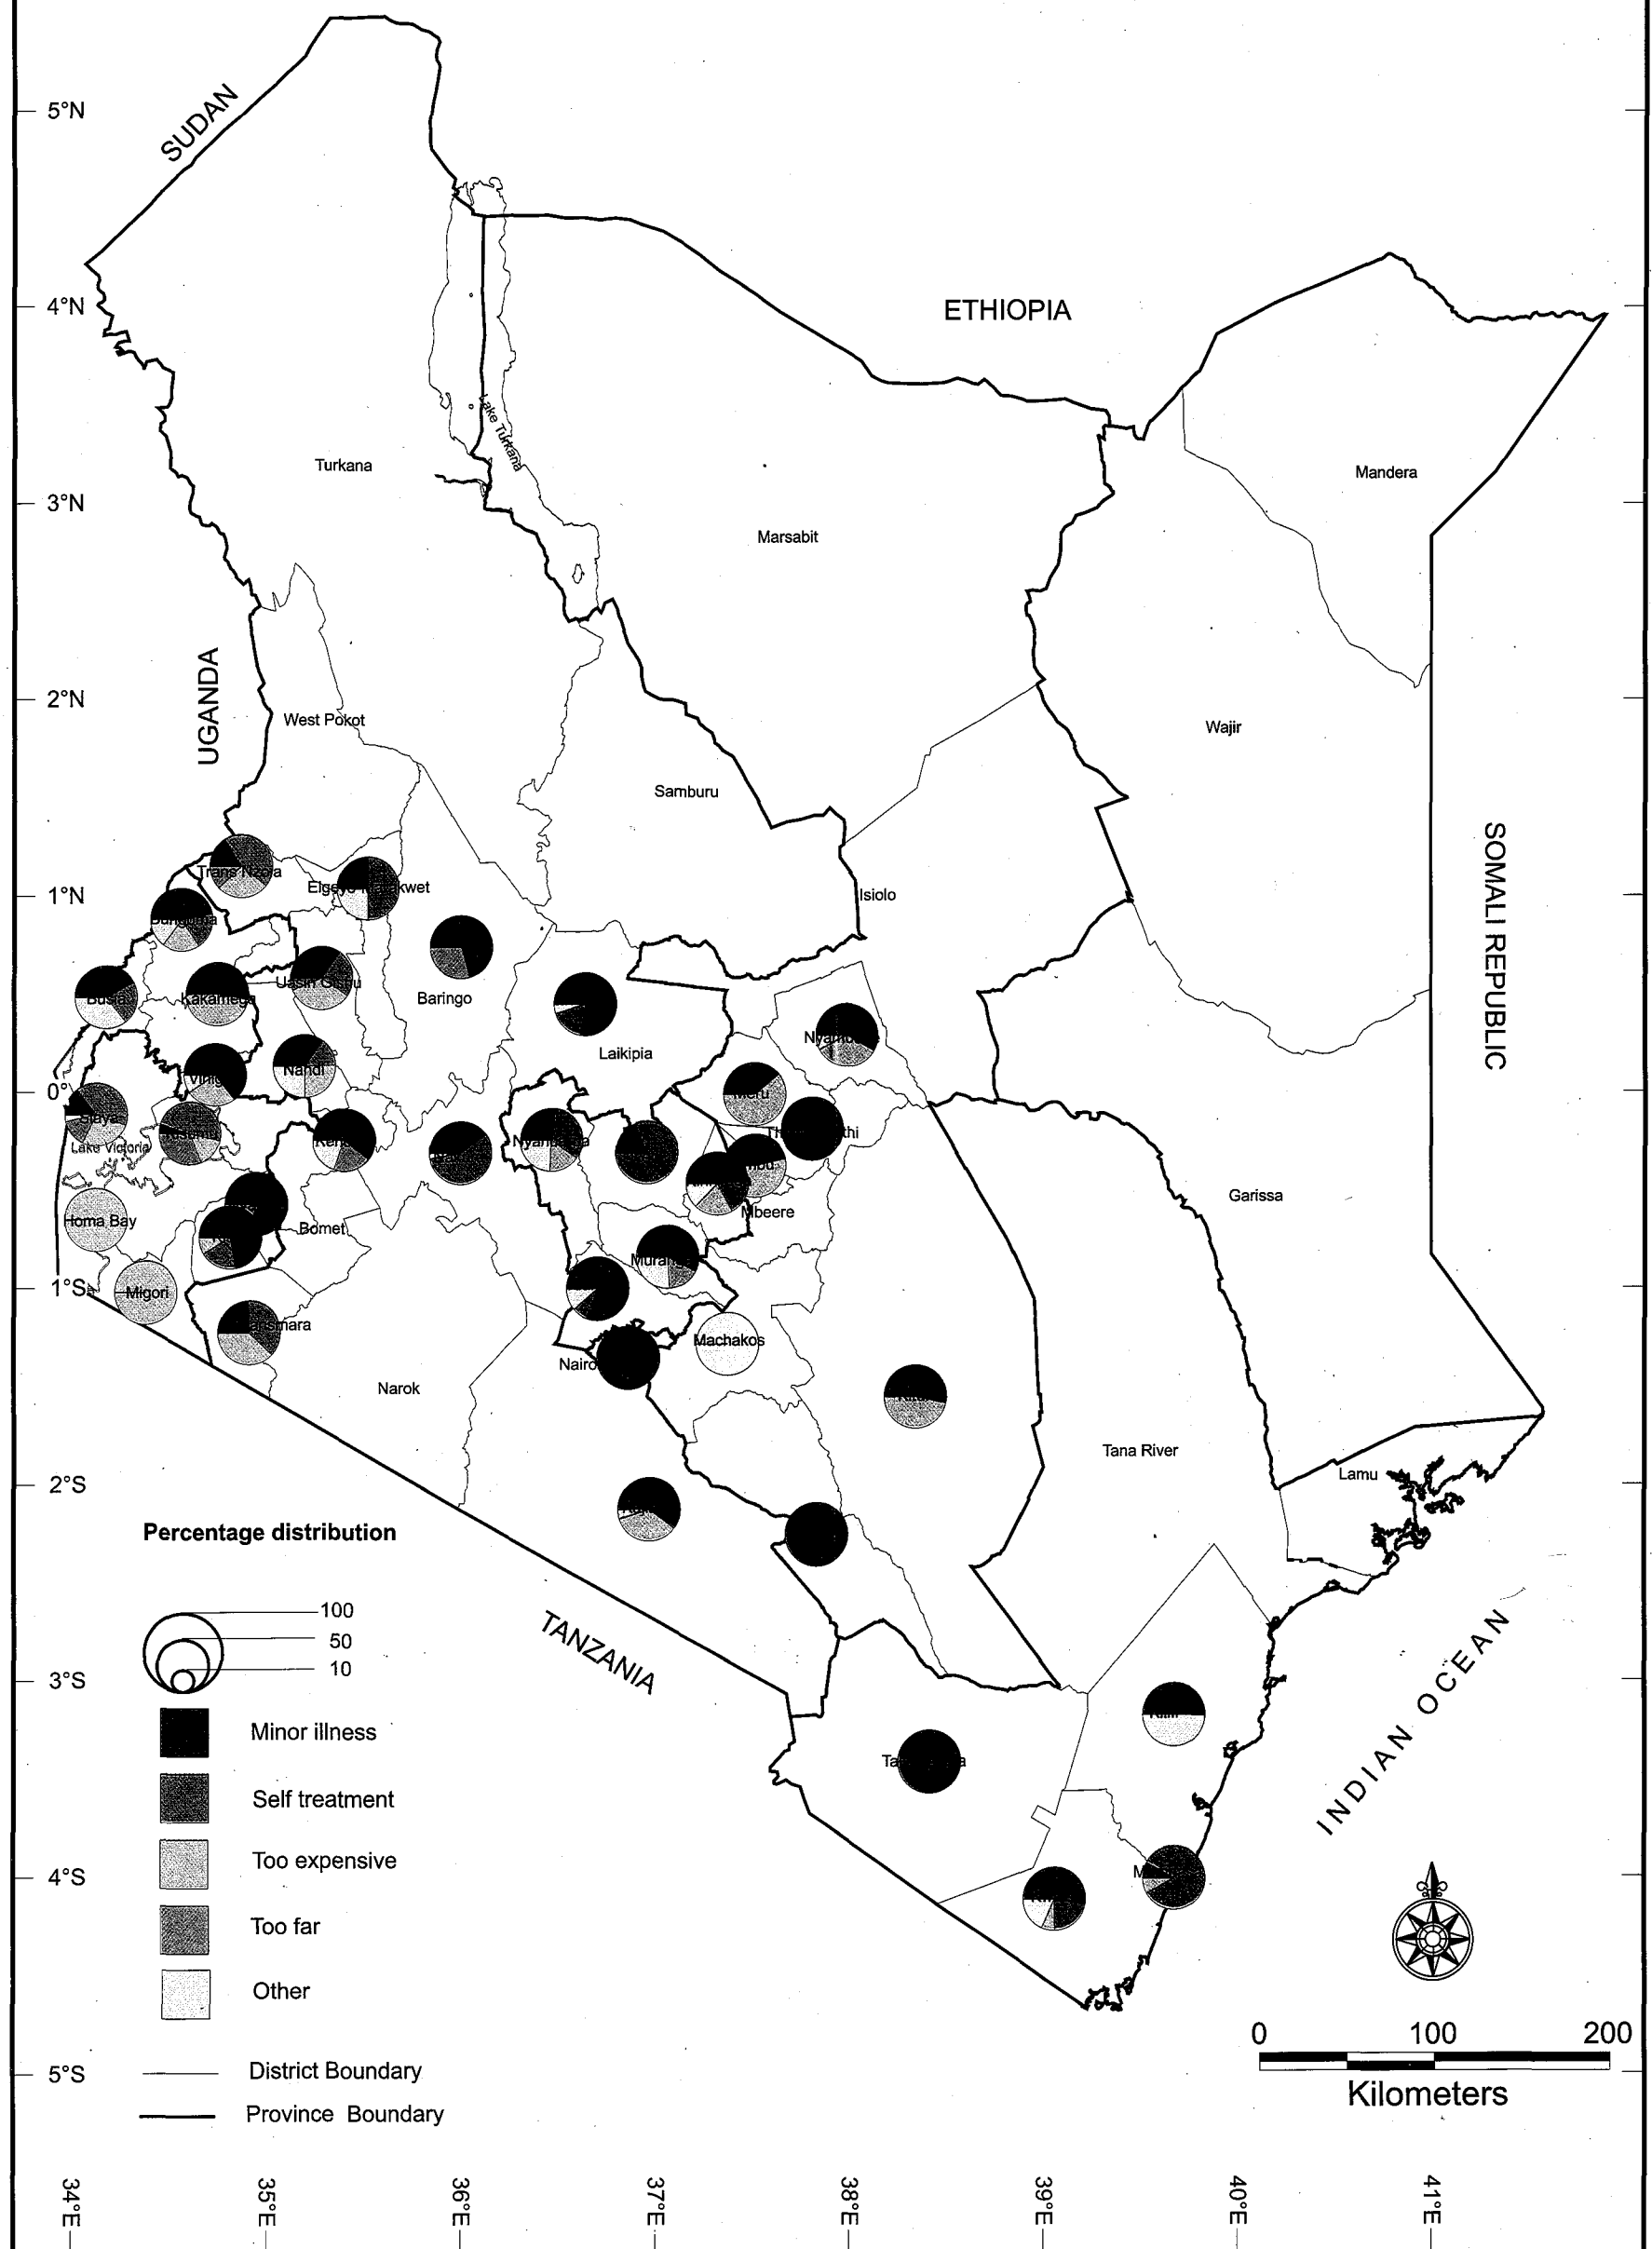 5°N
SUDAN
4°N
ETHIOPIA
Lake Turkana
Turkana
Mandera
3°N
Marsabit
UGANDA
2°N
West Pokot
Wajir
Samburu
SOMALI REPUBLIC
Trans Nzoia
1°N
Isiolo
Busia
Kakamega
Uasin Gishu
Baringo
Laikipia
Nandi
Meru
0°
Siaya
Lake Victoria
Garissa
Mbeere
Bomet
1°S
Migori
Machakos
Narok
Tana River
Lamu
2°S
Percentage distribution
100
50
10
TANZANIA
3°S
INDIAN OCEAN
Minor illness
Self treatment
Too expensive
4°S
Too far
Other
0 100 200
Kilometers
5°S
District Boundary
Province Boundary
34°E 35°E 36°E 37°E 38°E 39°E 40°E 41°E